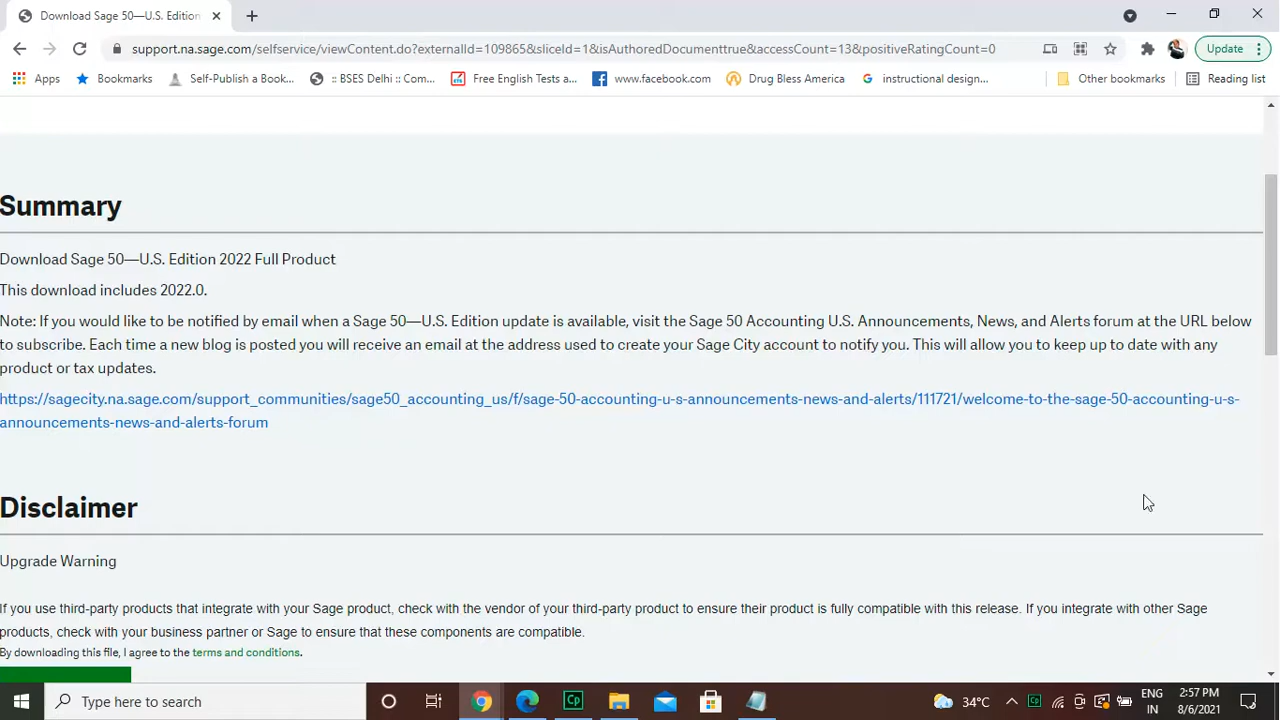 Download Sage 50—U.S. Edition
support.na.sage.com/selfservice/viewContent.do?externalId=109865&sliceId=1&isAuthoredDocumenttrue&accessCount=13&positiveRatingCount=0
Update
Apps
Bookmarks
Self-Publish a Book...
:: BSES Delhi :: Com...
Free English Tests a...
www.facebook.com
Drug Bless America
instructional design...
Other bookmarks
Reading list
Summary
Download Sage 50—U.S. Edition 2022 Full Product
This download includes 2022.0.
Note: If you would like to be notified by email when a Sage 50—U.S. Edition update is available, visit the Sage 50 Accounting U.S. Announcements, News, and Alerts forum at the URL below
to subscribe. Each time a new blog is posted you will receive an email at the address used to create your Sage City account to notify you. This will allow you to keep up to date with any
product or tax updates.
https://sagecity.na.sage.com/support_communities/sage50_accounting_us/f/sage-50-accounting-u-s-announcements-news-and-alerts/111721/welcome-to-the-sage-50-accounting-u-s-
announcements-news-and-alerts-forum
Disclaimer
Upgrade Warning
If you use third-party products that integrate with your Sage product, check with the vendor of your third-party product to ensure their product is fully compatible with this release. If you integrate with other Sage
products, check with your business partner or Sage to ensure that these components are compatible.
By downloading this file, I agree to the terms and conditions.
Type here to search
Cp
34°C
Cp
ENG
IN
2:57 PM
8/6/2021